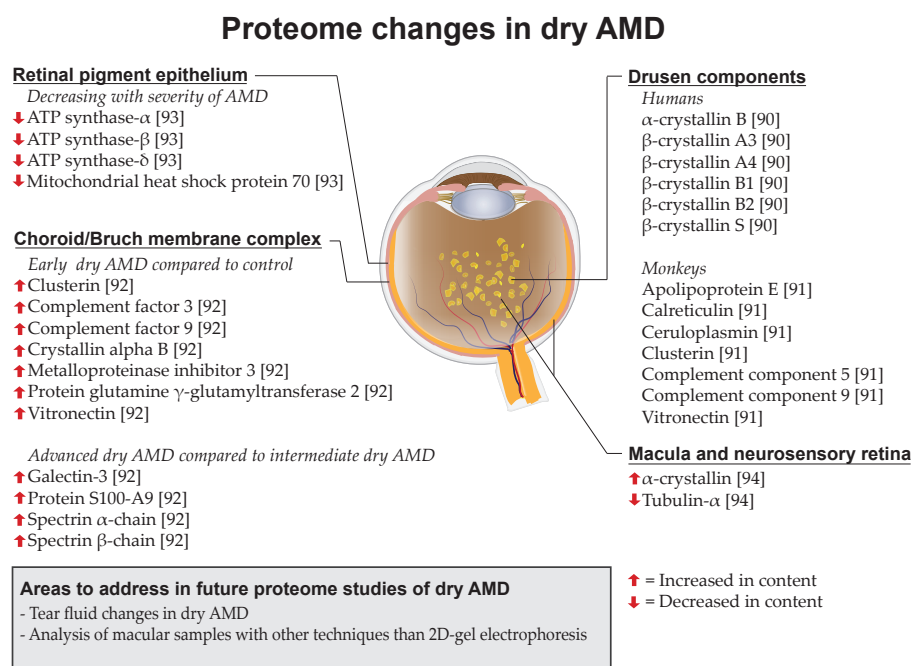 Proteome changes in dry AMD
Retinal pigment epithelium
Decreasing with severity of AMD
ATP synthase-α [93]
ATP synthase-β [93]
ATP synthase-δ [93]
Mitochondrial heat shock protein 70 [93]
Choroid/Bruch membrane complex
Early dry AMD compared to control
Clusterin [92]
Complement factor 3 [92]
Complement factor 9 [92]
Crystallin alpha B [92]
Metalloproteinase inhibitor 3 [92]
Protein glutamine γ-glutamyltransferase 2 [92]
Vitronectin [92]
Advanced dry AMD compared to intermediate dry AMD
Galectin-3 [92]
Protein S100-A9 [92]
Spectrin α-chain [92]
Spectrin β-chain [92]
Drusen components
Humans
α-crystallin B [90]
β-crystallin A3 [90]
β-crystallin A4 [90]
β-crystallin B1 [90]
β-crystallin B2 [90]
β-crystallin S [90]
Monkeys
Apolipoprotein E [91]
Calreticulin [91]
Ceruloplasmin [91]
Clusterin [91]
Complement component 5 [91]
Complement component 9 [91]
Vitronectin [91]
Macula and neurosensory retina
α-crystallin [94]
Tubulin-α [94]
Areas to address in future proteome studies of dry AMD
- Tear fluid changes in dry AMD
- Analysis of macular samples with other techniques than 2D-gel electrophoresis
= Increased in content
= Decreased in content